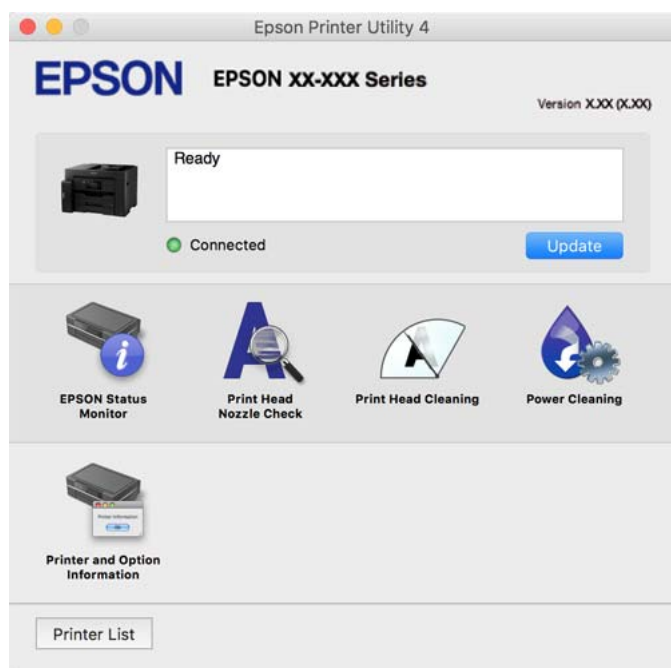 Epson Printer Utility 4
EPSON
EPSON XX-XXX Series
Version X.XX (X.XX)
Ready
Connected
Update
EPSON Status
Monitor
Print Head
Nozzle Check
Print Head Cleaning
Power Cleaning
Printer and Option
Information
Printer List